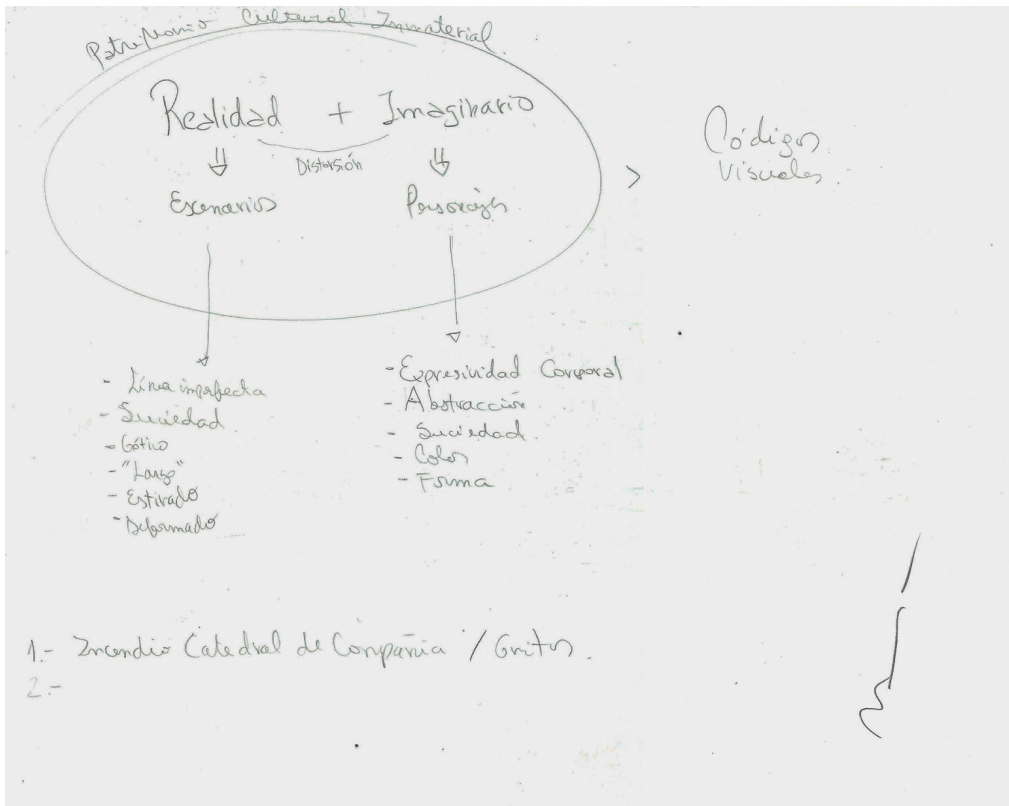 Patrimonio Cultural Inmaterial
Realidad + Imaginario
Distorsión
Escenarios
Personajes
>
Códigos
Visuales
- Línea imperfecta
- Suciedad
- Gótico
- "Largo"
- Estirado
- Deformado
- Expresividad Corporal
- Abstracción
- Suciedad
- Color
- Forma
1.- Incendio Catedral de Compañia / Gritos.
2.-